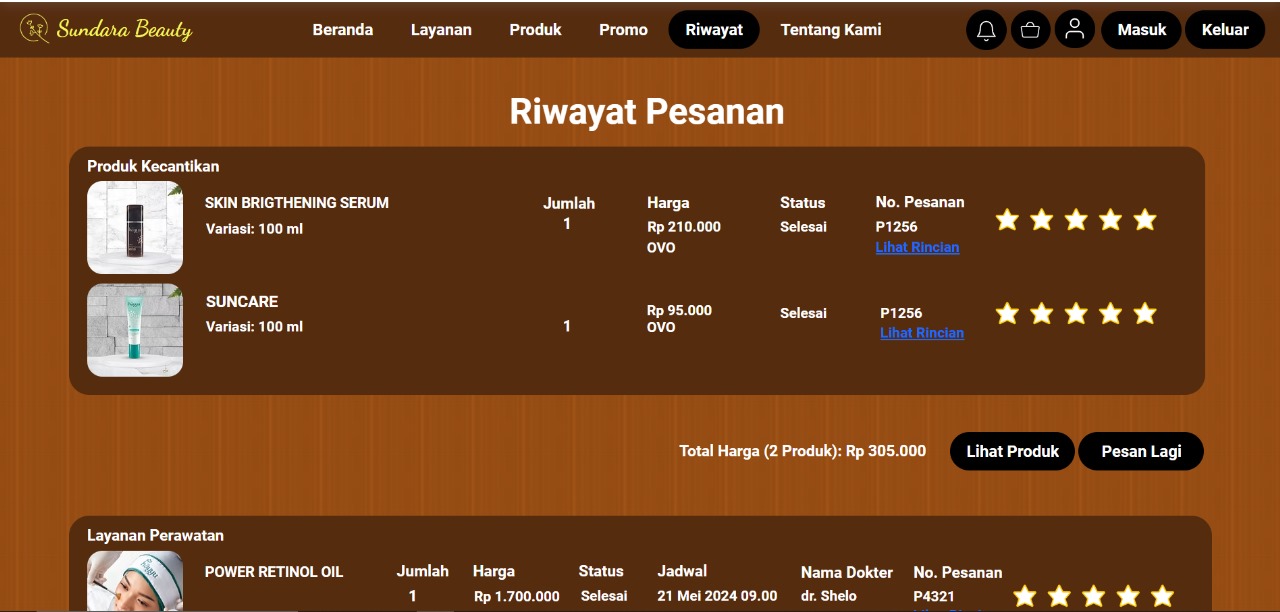 Sundara Beauty Beranda Layanan Produk Promo Riwayat Tentang Kami Masuk Keluar
Riwayat Pesanan
Produk Kecantikan
SKIN BRIGTHENING SERUM Jumlah Harga Status No. Pesanan
Variasi: 100 ml 1 Rp 210.000 Selesai P1256
OVO Lihat Rincian
SUNCARE
Variasi: 100 ml 1 Rp 95.000 Selesai P1256
OVO Lihat Rincian
Total Harga (2 Produk): Rp 305.000 Lihat Produk Pesan Lagi
Layanan Perawatan
POWER RETINOL OIL Jumlah Harga Status Jadwal Nama Dokter No. Pesanan
1 Rp 1.700.000 Selesai 21 Mei 2024 09.00 dr. Shelo P4321